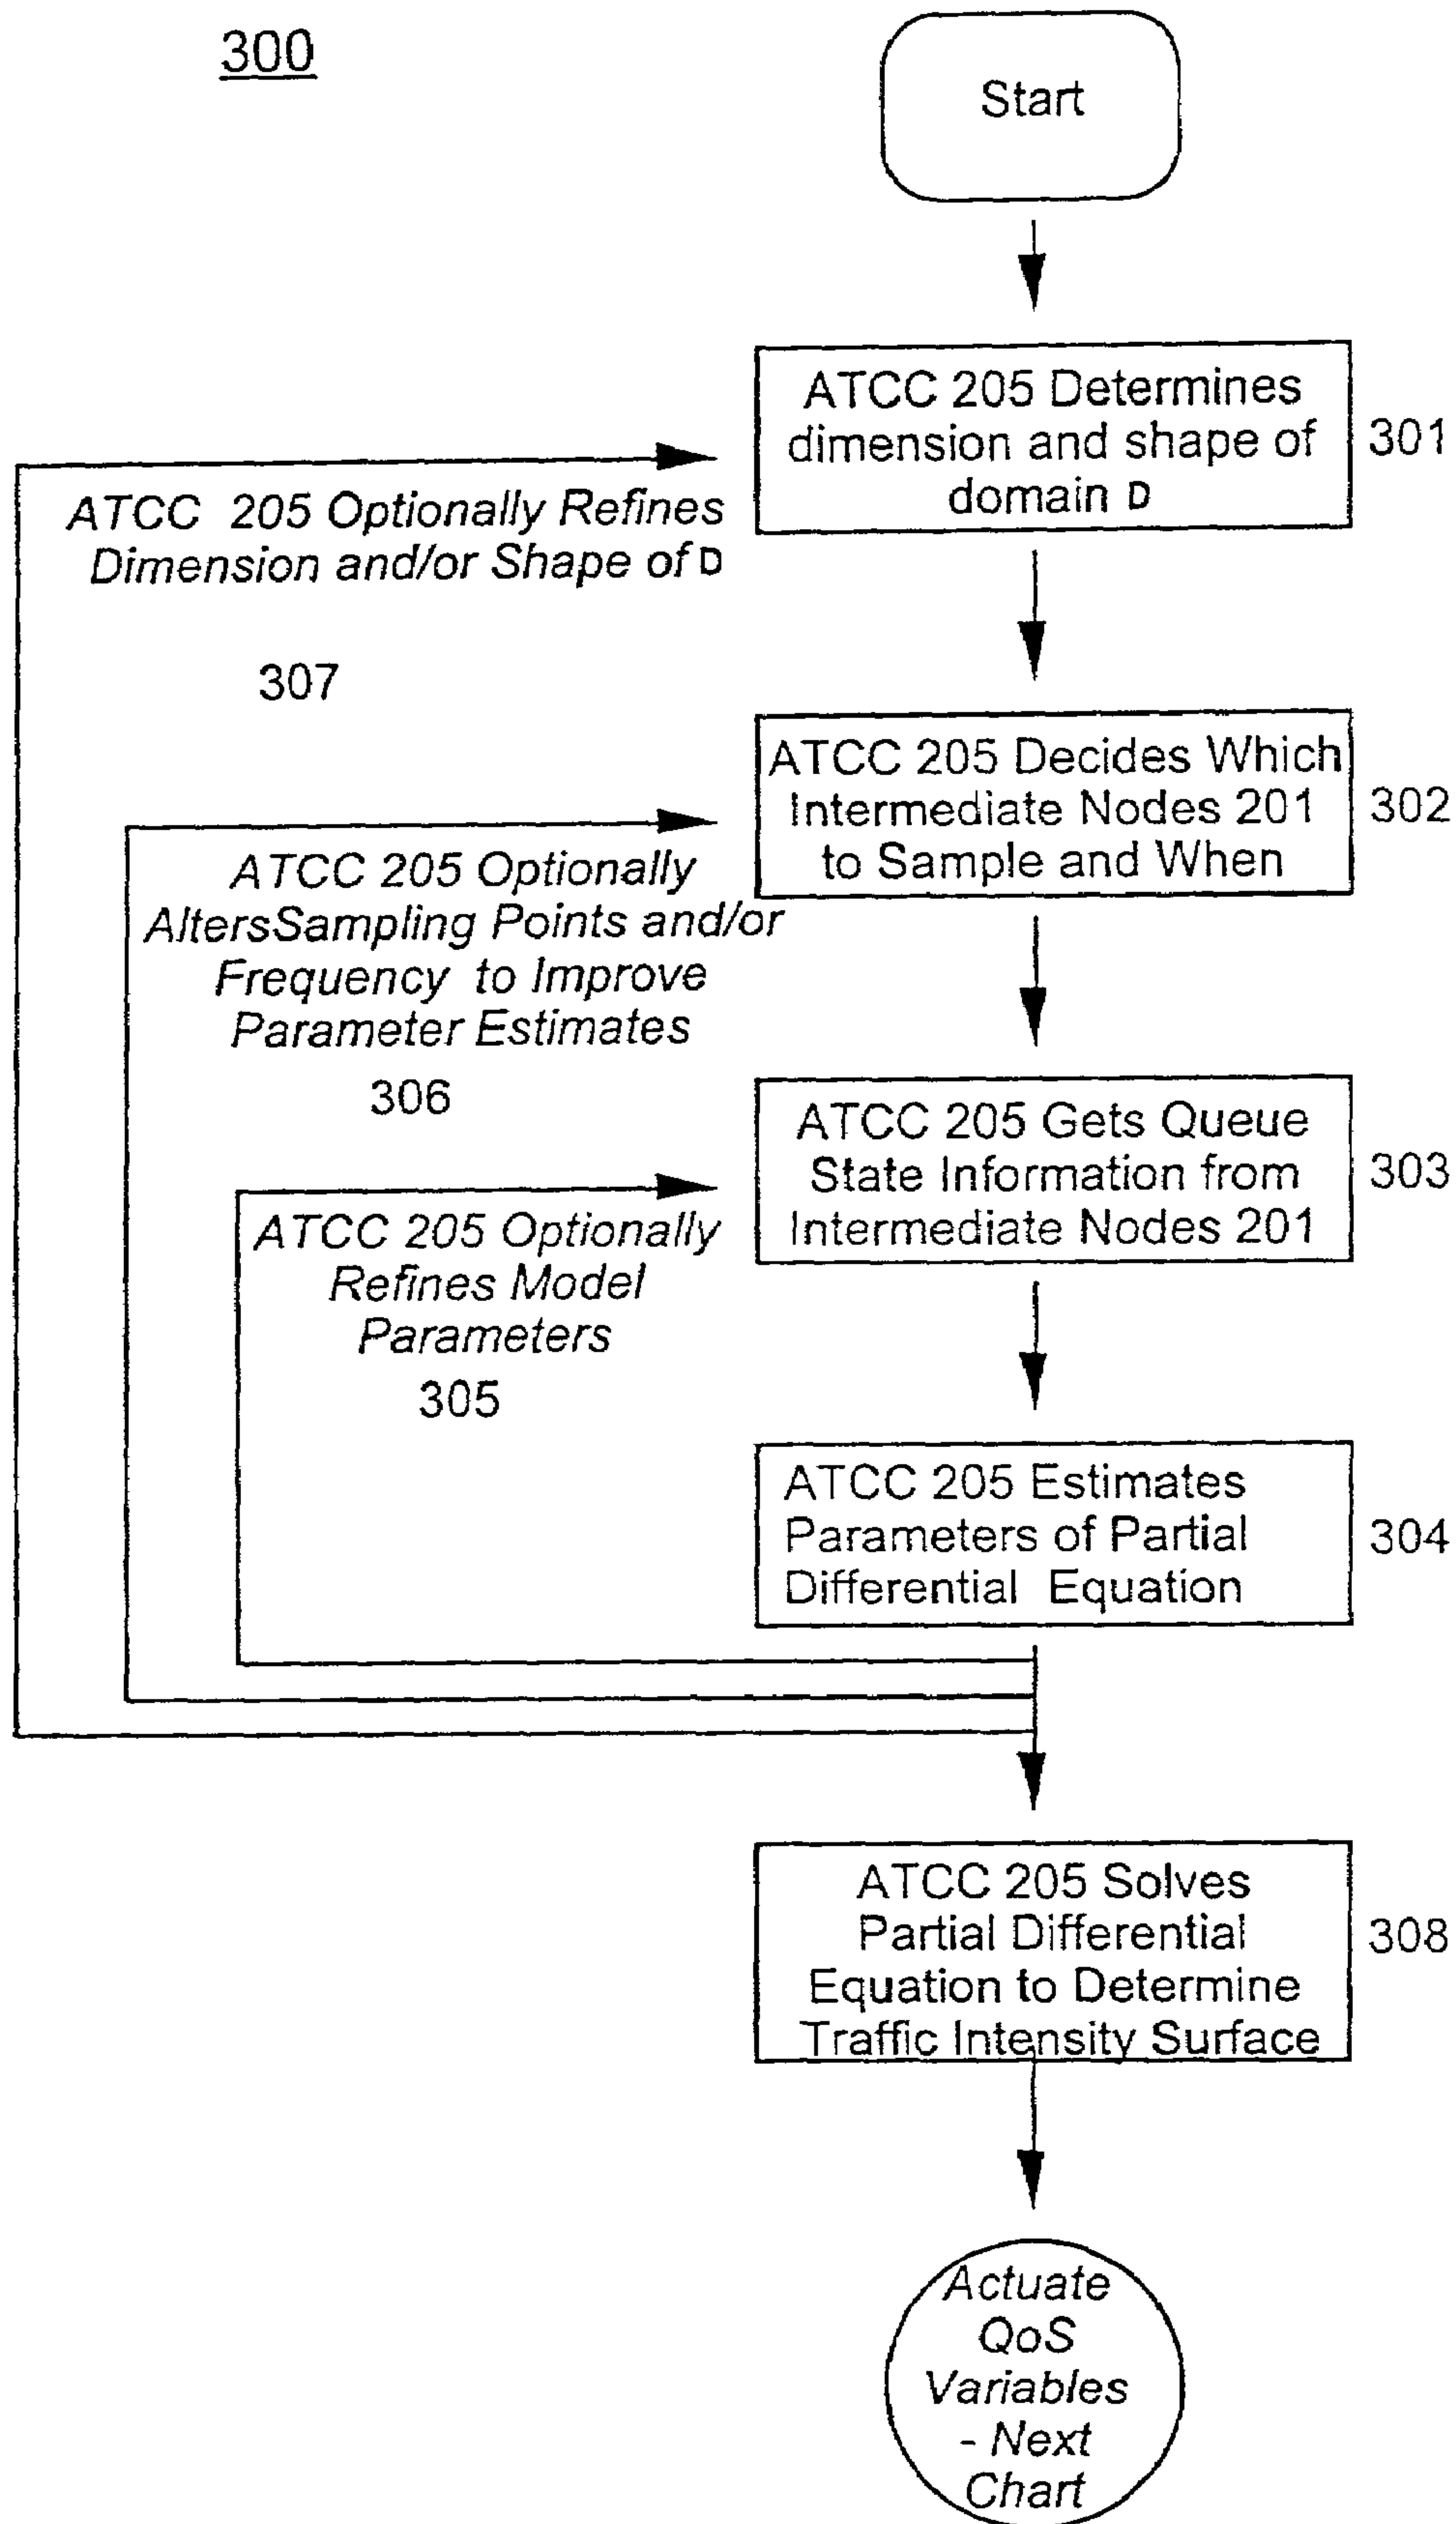 300
Start
ATCC 205 Determines
dimension and shape of
domain D
301
ATCC 205 Optionally Refines
Dimension and/or Shape of D
307
ATCC 205 Decides Which
Intermediate Nodes 201
to Sample and When
302
ATCC 205 Optionally
AltersSampling Points and/or
Frequency to Improve
Parameter Estimates
306
ATCC 205 Gets Queue
State Information from
Intermediate Nodes 201
303
ATCC 205 Optionally
Refines Model
Parameters
305
ATCC 205 Estimates
Parameters of Partial
Differential Equation
304
ATCC 205 Solves
Partial Differential
Equation to Determine
Traffic Intensity Surface
308
Actuate
QoS
Variables
- Next
Chart